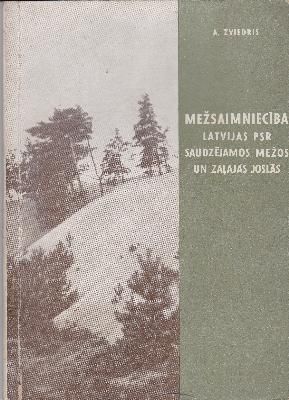 A. ZVIEDRIS
MEŽSAIMNIECĪBA
LATVIJAS PSR
SAUDZĒJAMOS MEŽOS
UN ZAĻAJĀS JOSLĀS